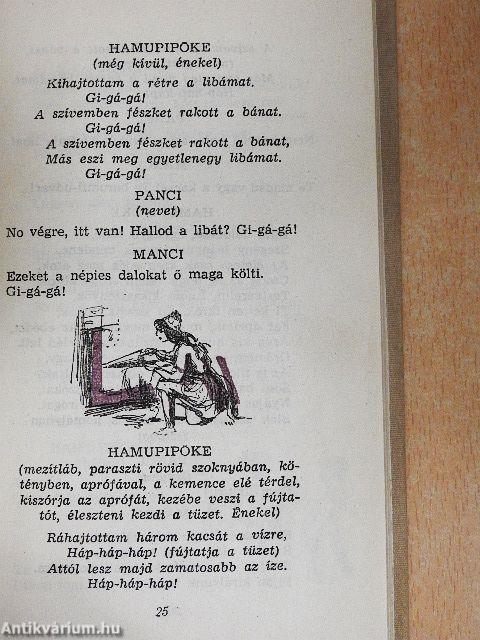 HAMUPIPŐKE
(még kívül, énekel)
Kihajtottam a rétre a libámat.
Gi-gá-gá!
A szívemben fészket rakott a bánat.
Gi-gá-gá!
A szívemben fészket rakott a bánat,
Más eszi meg egyetlenegy libámat.
Gi-gá-gá!
PANCI
(nevet)
No végre, itt van! Hallod a libát? Gi-gá-gá!
MANCI
Ezeket a népies dalokat ő maga költi.
Gi-gá-gá!
HAMUPIPŐKE
(mezítláb, paraszti rövid szoknyában, kö-
tényben, aprófával, a kemence elé térdel,
kiszórja az aprófát, kezébe veszi a fújta-
tót, éleszteni kezdi a tüzet. Énekel)
Ráhajtottam három kacsát a vízre,
Háp-háp-háp! (fújtatja a tüzet)
Attól lesz majd zamatosabb az íze.
Háp-háp-háp!
25
Antikvárium.hu